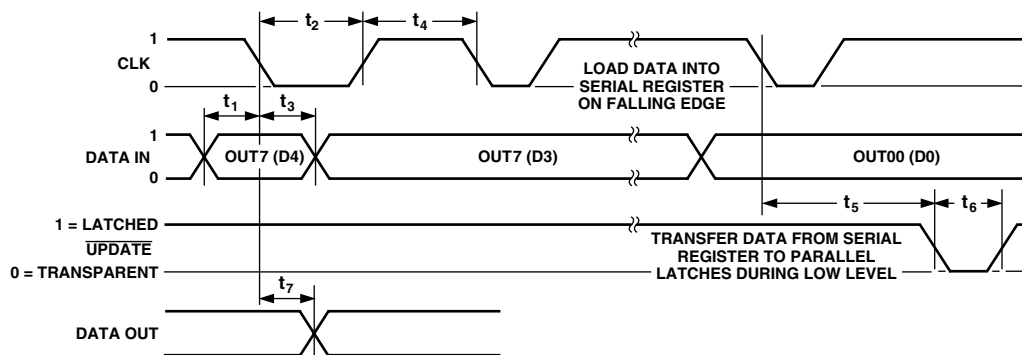 t2
t4
1
CLK
0
LOAD DATA INTO
SERIAL REGISTER
ON FALLING EDGE
t1
t3
1
DATA IN
0
OUT7 (D4)
OUT7 (D3)
OUT00 (D0)
t5
t6
1 = LATCHED
UPDATE
0 = TRANSPARENT
TRANSFER DATA FROM SERIAL
REGISTER TO PARALLEL
LATCHES DURING LOW LEVEL
t7
DATA OUT